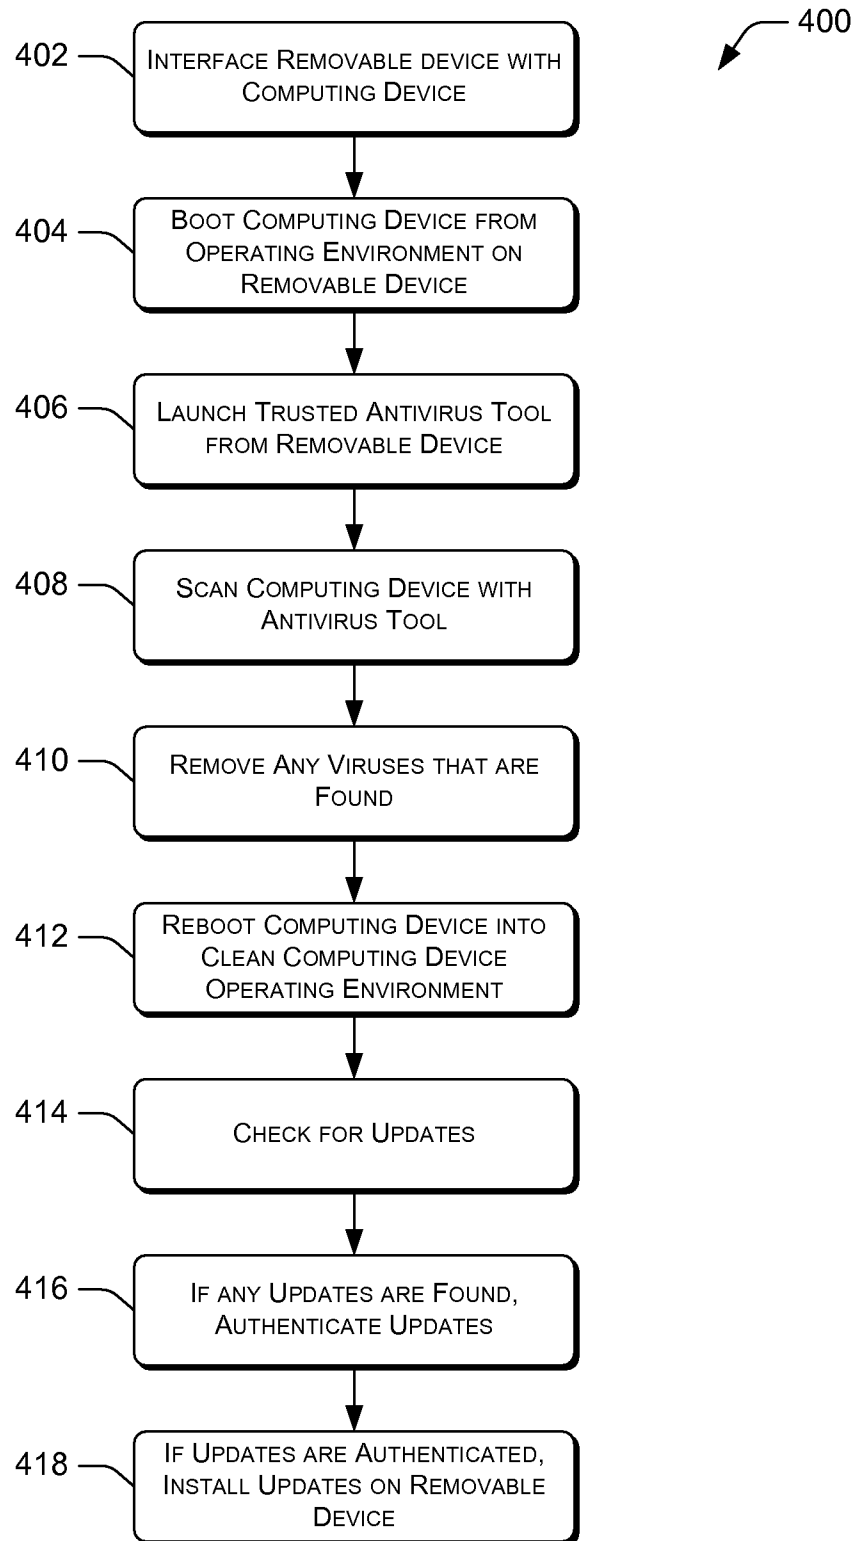 400
402
INTERFACE REMOVABLE DEVICE WITH
COMPUTING DEVICE
404
BOOT COMPUTING DEVICE FROM
OPERATING ENVIRONMENT ON
REMOVABLE DEVICE
406
LAUNCH TRUSTED ANTIVIRUS TOOL
FROM REMOVABLE DEVICE
408
SCAN COMPUTING DEVICE WITH
ANTIVIRUS TOOL
410
REMOVE ANY VIRUSES THAT ARE
FOUND
412
REBOOT COMPUTING DEVICE INTO
CLEAN COMPUTING DEVICE
OPERATING ENVIRONMENT
414
CHECK FOR UPDATES
416
IF ANY UPDATES ARE FOUND,
AUTHENTICATE UPDATES
418
IF UPDATES ARE AUTHENTICATED,
INSTALL UPDATES ON REMOVABLE
DEVICE